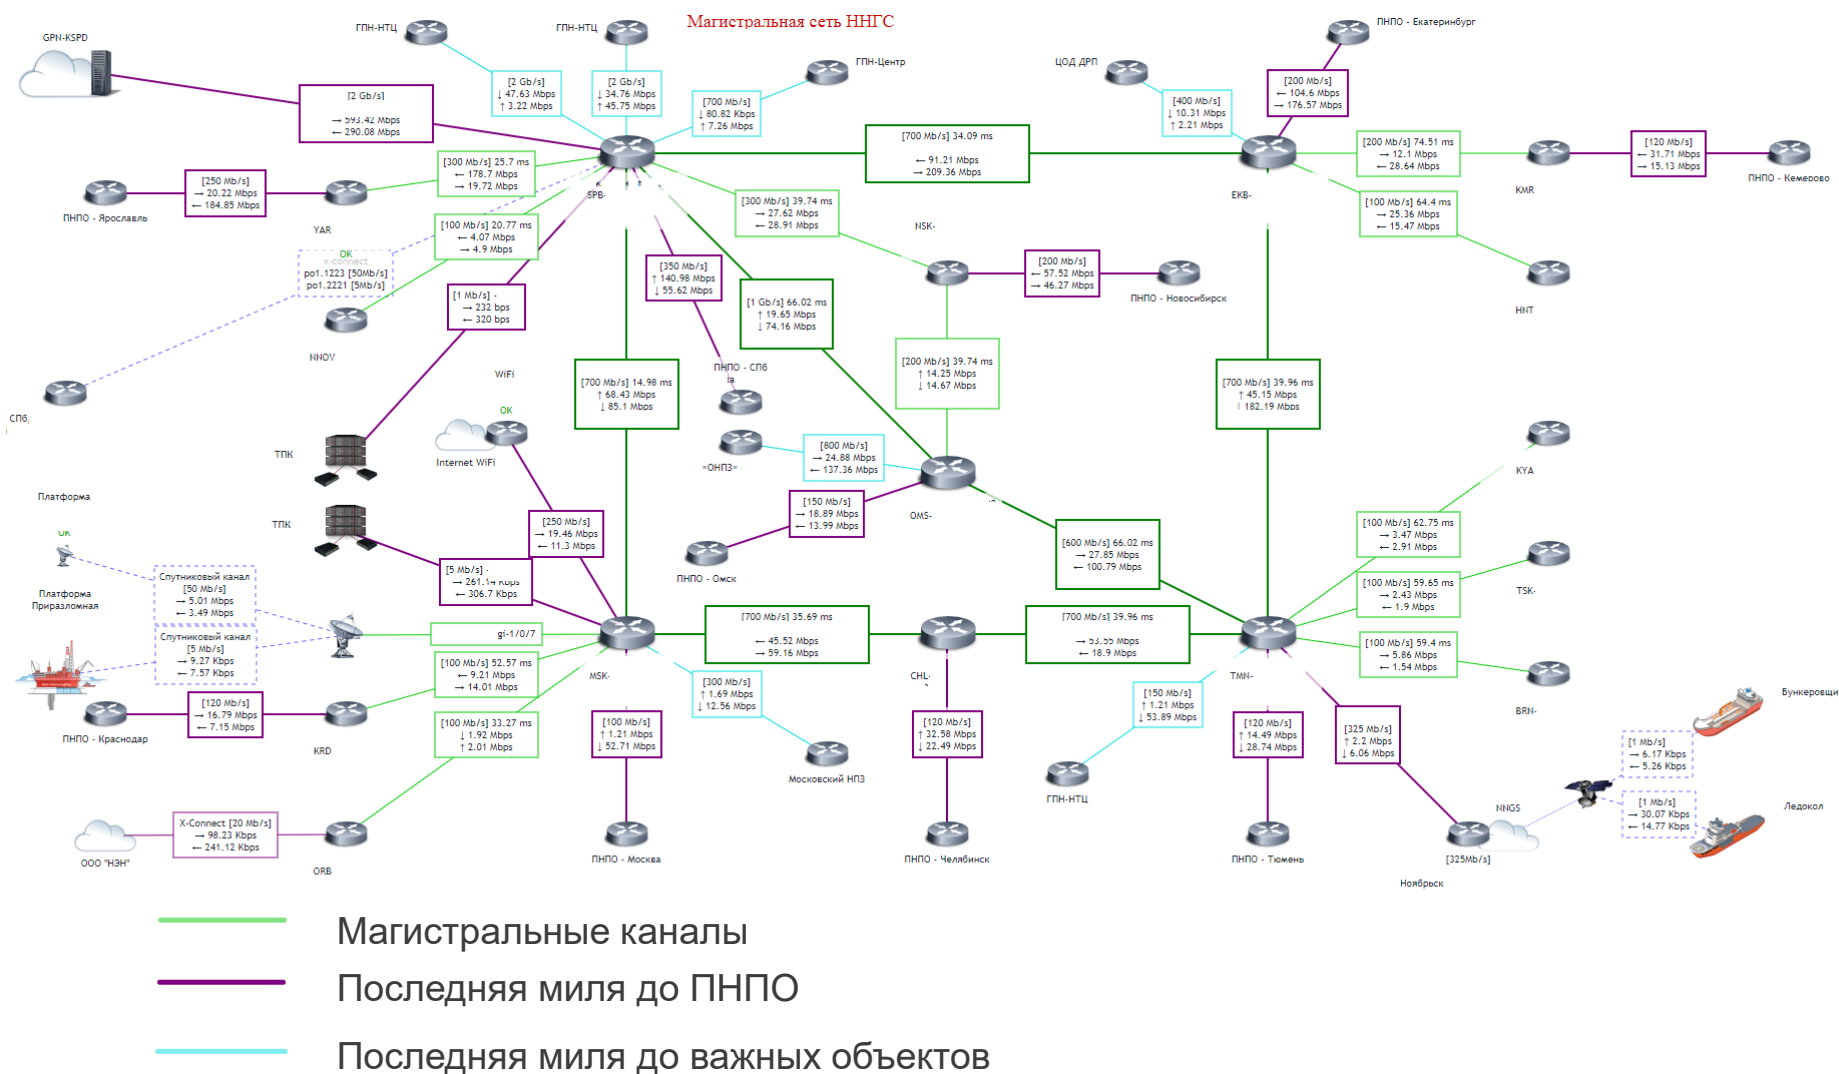 Магистральная сеть ННГС
GPN-KSPD
ГПН-НТЦ
ГПН-НТЦ
ГПН-Центр
ЦОД ДРП
ПНПО - Екатеринбург
[2 Gb/s]
→ 593.42 Mbps
← 290.08 Mbps
[2 Gb/s]
↓ 47.63 Mbps
↑ 3.22 Mbps
[2 Gb/s]
↓ 34.76 Mbps
↑ 45.75 Mbps
[700 Mb/s]
↓ 80.82 Kbps
↑ 7.26 Mbps
[700 Mb/s] 34.09 ms
← 91.21 Mbps
→ 209.36 Mbps
[400 Mb/s]
↓ 10.31 Mbps
↑ 2.21 Mbps
[200 Mb/s]
← 104.6 Mbps
→ 176.57 Mbps
[200 Mb/s] 74.51 ms
→ 12.1 Mbps
← 28.64 Mbps
[120 Mb/s]
← 31.71 Mbps
→ 15.13 Mbps
ПНПО - Кемерово
KMR
[300 Mb/s] 25.7 ms
← 178.7 Mbps
→ 19.72 Mbps
[250 Mb/s]
→ 20.22 Mbps
← 184.85 Mbps
ПНПО - Ярославль
YAR
SPB-
EKB-
[100 Mb/s] 20.77 ms
← 4.07 Mbps
→ 4.9 Mbps
[300 Mb/s] 39.74 ms
→ 27.62 Mbps
← 28.91 Mbps
NSK-
[100 Mb/s] 64.4 ms
→ 25.36 Mbps
← 15.47 Mbps
HNT
OK
x-connect
po1.1223 [50Mb/s]
po1.2221 [5Mb/s]
NNOV
[1 Mb/s] -
→ 232 bps
← 320 bps
[350 Mb/s]
↑ 140.98 Mbps
↓ 55.62 Mbps
[1 Gb/s] 66.02 ms
↑ 19.65 Mbps
↓ 74.16 Mbps
[200 Mb/s]
← 57.52 Mbps
→ 46.27 Mbps
ПНПО - Новосибирск
СПб,
WiFi
OK
Internet WiFi
[700 Mb/s] 14.98 ms
↑ 68.43 Mbps
↓ 85.1 Mbps
ПНПО - СПб
[200 Mb/s] 39.74 ms
↑ 14.25 Mbps
↓ 14.67 Mbps
[700 Mb/s] 39.96 ms
↑ 45.15 Mbps
182.19 Mbps
ТПК
«ОНПЗ»
[800 Mb/s]
→ 24.88 Mbps
← 137.36 Mbps
KYA
Платформа
OK
ТПК
[250 Mb/s]
→ 19.46 Mbps
← 11.3 Mbps
[150 Mb/s]
→ 18.89 Mbps
← 13.99 Mbps
OMS-
ПНПО - Омск
[600 Mb/s] 66.02 ms
→ 27.85 Mbps
← 100.79 Mbps
[100 Mb/s] 62.75 ms
→ 3.47 Mbps
← 2.91 Mbps
Спутниковый канал
[50 Mb/s]
→ 5.01 Mbps
← 3.49 Mbps
[5 Mb/s] -
→ 261.14 Kbps
← 306.7 Kbps
[100 Mb/s] 59.65 ms
→ 2.43 Mbps
← 1.9 Mbps
TSK-
Платформа
Приразломная
Спутниковый канал
[5 Mb/s]
→ 9.27 Kbps
← 7.57 Kbps
gi-1/0/7
[700 Mb/s] 35.69 ms
← 45.52 Mbps
→ 59.16 Mbps
[700 Mb/s] 39.96 ms
→ 53.55 Mbps
← 18.9 Mbps
[100 Mb/s] 59.4 ms
→ 5.86 Mbps
← 1.54 Mbps
BRN-
[100 Mb/s] 52.57 ms
← 9.21 Mbps
→ 14.01 Mbps
MSK-
CHL-
TMN-
[120 Mb/s]
→ 16.79 Mbps
← 7.15 Mbps
ПНПО - Краснодар
KRD
[100 Mb/s] 33.27 ms
↓ 1.92 Mbps
↑ 2.01 Mbps
[100 Mb/s]
↑ 1.21 Mbps
↓ 52.71 Mbps
[300 Mb/s]
↑ 1.69 Mbps
↓ 12.56 Mbps
Московский НПЗ
[120 Mb/s]
↑ 32.58 Mbps
↓ 22.49 Mbps
[150 Mb/s]
↑ 1.21 Mbps
↓ 53.89 Mbps
ГПН-НТЦ
[120 Mb/s]
↑ 14.49 Mbps
↓ 28.74 Mbps
[325 Mb/s]
↑ 2.2 Mbps
↓ 6.06 Mbps
Бункеровщи
[1 Mb/s]
→ 6.17 Kbps
← 5.26 Kbps
[1 Mb/s]
→ 30.07 Kbps
← 14.77 Kbps
Ледокол
NNGS
[325Mb/s]
Ноябрьск
X-Connect [20 Mb/s]
→ 98.23 Kbps
← 241.12 Kbps
ООО "НЭН"
ORB-
ПНПО - Москва
ПНПО - Челябинск
ПНПО - Тюмень
Магистральные каналы
Последняя миля до ПНПО
Последняя миля до важных объектов